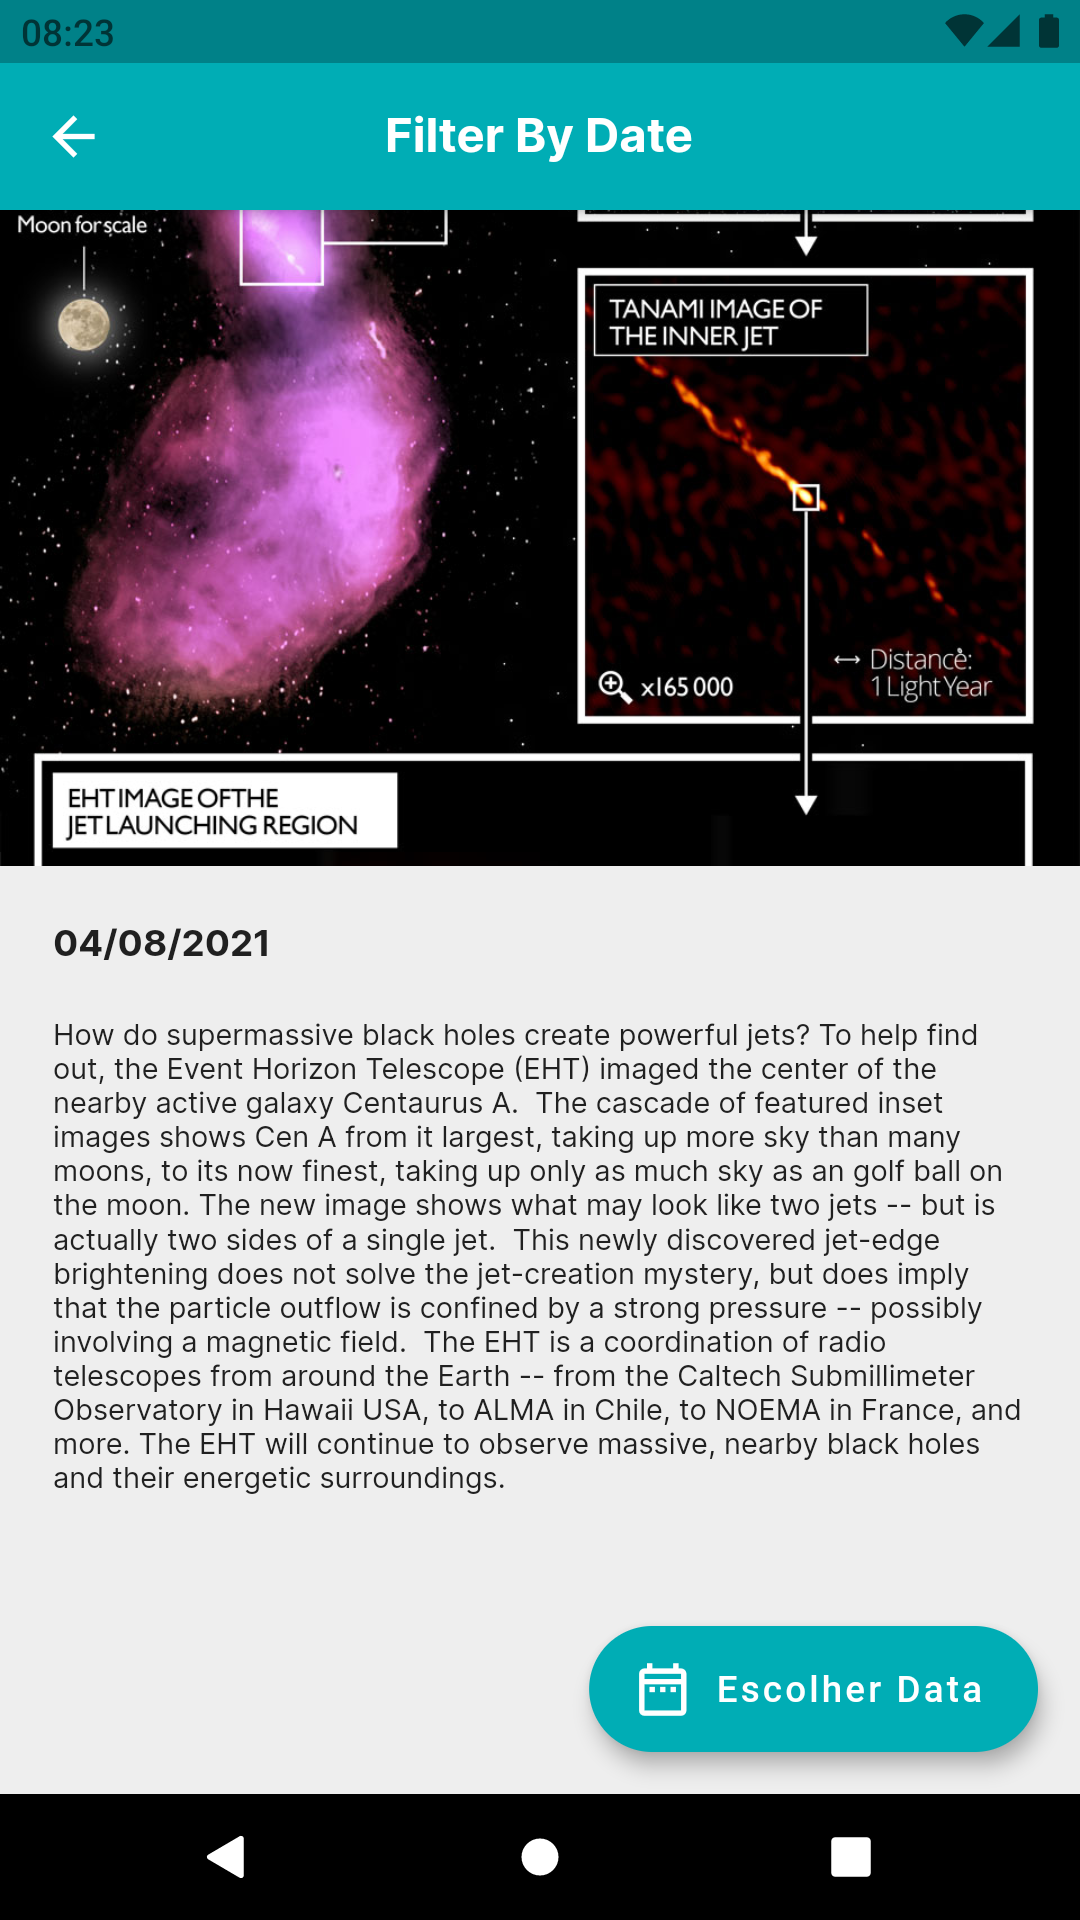 08:23
Filter By Date
Moon for scale
TANAMI IMAGE OF
THE INNER JET
x165 000
Distance:
1 Light Year
EHT IMAGE OF THE
JET LAUNCHING REGION
04/08/2021
How do supermassive black holes create powerful jets? To help find
out, the Event Horizon Telescope (EHT) imaged the center of the
nearby active galaxy Centaurus A.  The cascade of featured inset
images shows Cen A from it largest, taking up more sky than many
moons, to its now finest, taking up only as much sky as an golf ball on
the moon. The new image shows what may look like two jets -- but is
actually two sides of a single jet.  This newly discovered jet-edge
brightening does not solve the jet-creation mystery, but does imply
that the particle outflow is confined by a strong pressure -- possibly
involving a magnetic field.  The EHT is a coordination of radio
telescopes from around the Earth -- from the Caltech Submillimeter
Observatory in Hawaii USA, to ALMA in Chile, to NOEMA in France, and
more. The EHT will continue to observe massive, nearby black holes
and their energetic surroundings.
Escolher Data